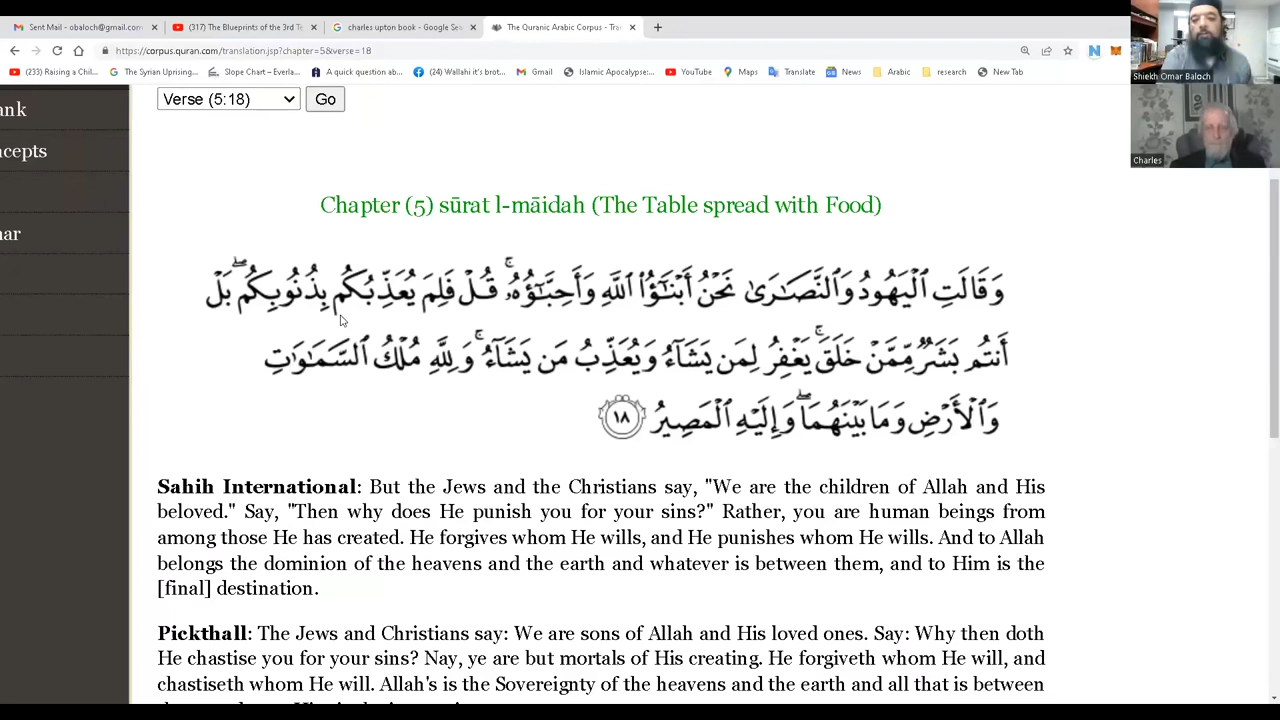 Sent Mail - obaloch@gmail.com
(317) The Blueprints of the 3rd Te
charles upton book - Google Sea
The Quranic Arabic Corpus - Tra
https://corpus.quran.com/translation.jsp?chapter=5&verse=18
(233) Raising a Chil...
The Syrian Uprising...
Slope Chart – Everla...
A quick question ab...
(24) Wallahi it's brot...
Gmail
Islamic Apocalypse:...
YouTube
Maps
Translate
News
Arabic
research
New Tab
Shiekh Omar Baloch
Charles
ank
ncepts
nar
Verse (5:18)
Go
Chapter (5) sūrat l-māidah (The Table spread with Food)
وَقَالَتِ ٱلْيَهُودُ وَٱلنَّصَـٰرَىٰ نَحْنُ أَبْنَـٰٓؤُا۟ ٱللَّهِ وَأَحِبَّـٰٓؤُهُۥ ۚ قُلْ فَلِمَ يُعَذِّبُكُم بِذُنُوبِكُم ۖ بَلْ
أَنتُم بَشَرٌ مِّمَّنْ خَلَقَ ۚ يَغْفِرُ لِمَن يَشَآءُ وَيُعَذِّبُ مَن يَشَآءُ ۚ وَلِلَّهِ مُلْكُ ٱلسَّمَـٰوَٰتِ
وَٱلْأَرْضِ وَمَا بَيْنَهُمَا ۖ وَإِلَيْهِ ٱلْمَصِيرُ ١٨
Sahih International: But the Jews and the Christians say, "We are the children of Allah and His
beloved." Say, "Then why does He punish you for your sins?" Rather, you are human beings from
among those He has created. He forgives whom He wills, and He punishes whom He wills. And to Allah
belongs the dominion of the heavens and the earth and whatever is between them, and to Him is the
[final] destination.
Pickthall: The Jews and Christians say: We are sons of Allah and His loved ones. Say: Why then doth
He chastise you for your sins? Nay, ye are but mortals of His creating. He forgiveth whom He will, and
chastiseth whom He will. Allah's is the Sovereignty of the heavens and the earth and all that is between